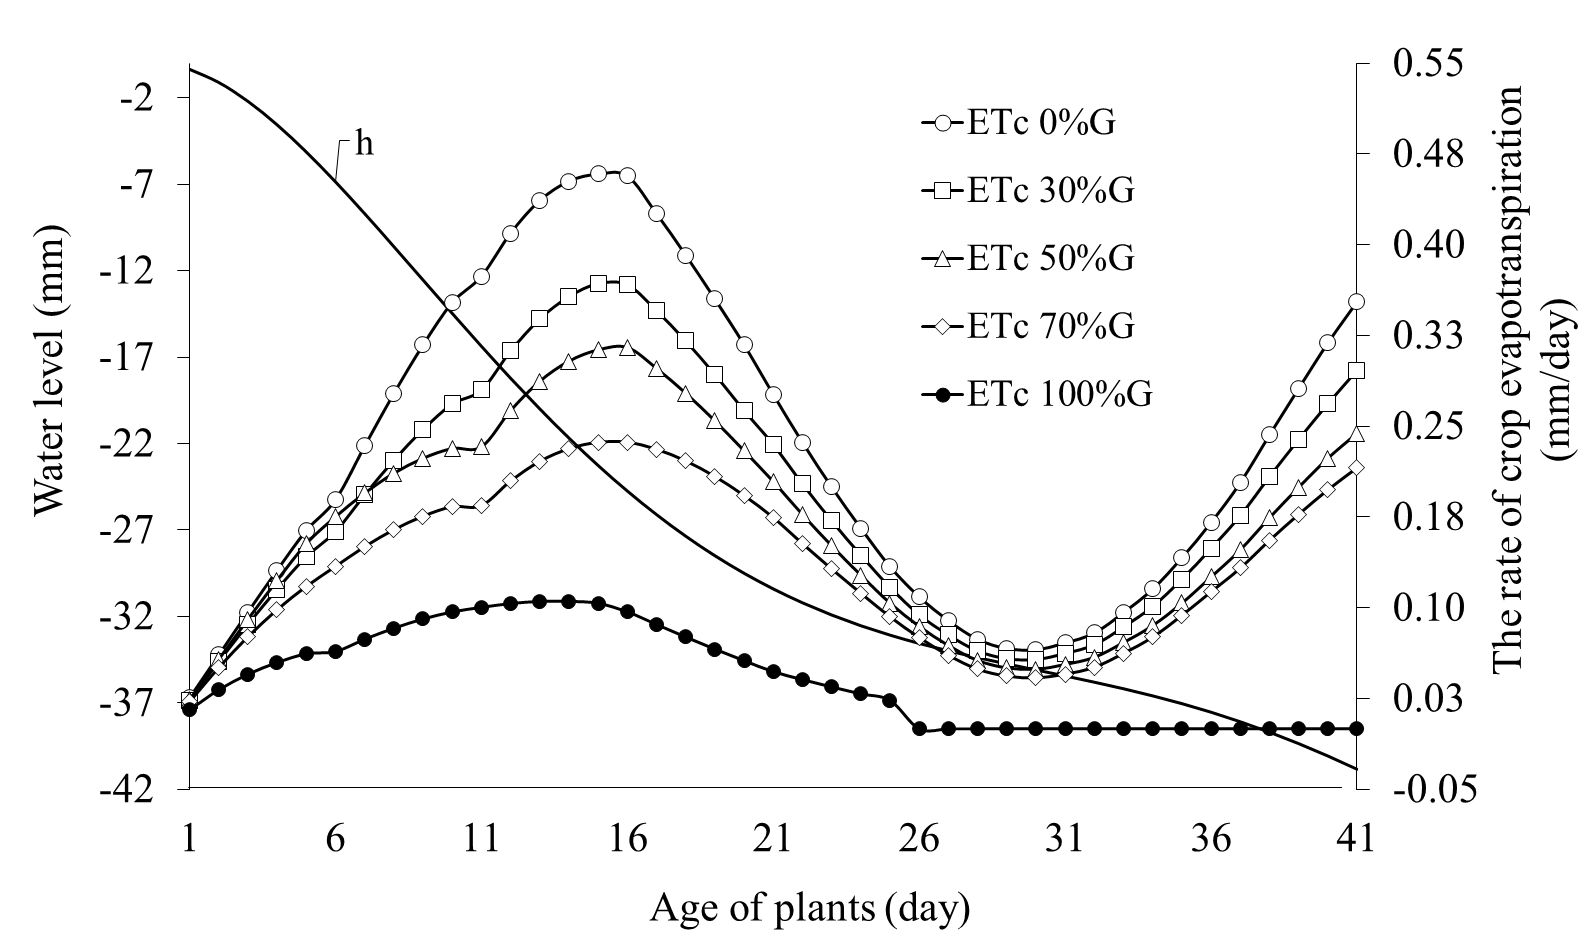 -2
-7
-12
-17
-22
-27
-32
-37
-42
Water level (mm)
h
ETc 0%G
ETc 30%G
ETc 50%G
ETc 70%G
ETc 100%G
0.55
0.48
0.40
0.33
0.25
0.18
0.10
0.03
-0.05
The rate of crop evapotranspiration
(mm/day)
1 6 11 16 21 26 31 36 41
Age of plants (day)